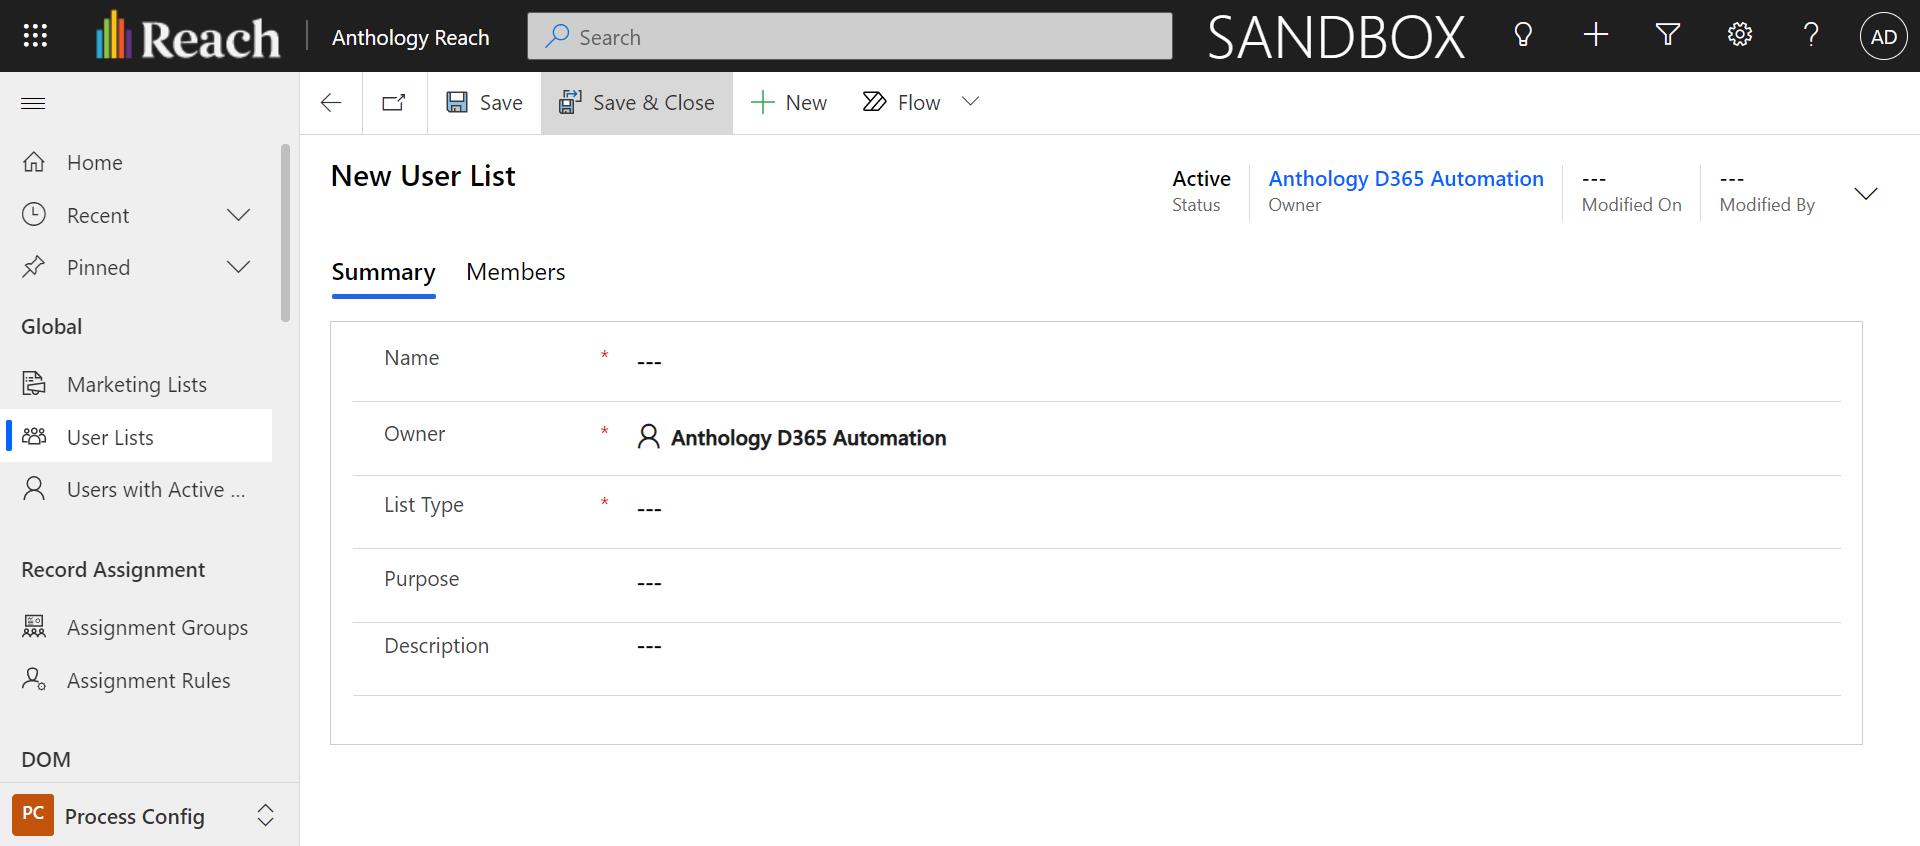 Reach
Anthology Reach
Search
SANDBOX
AD
Save
Save & Close
New
Flow
Home
Recent
Pinned
Global
Marketing Lists
User Lists
Users with Active ...
Record Assignment
Assignment Groups
Assignment Rules
DOM
PC
Process Config
New User List
Active
Status
Anthology D365 Automation
Owner
---
Modified On
---
Modified By
Summary
Members
Name * ---
Owner * Anthology D365 Automation
List Type * ---
Purpose ---
Description ---